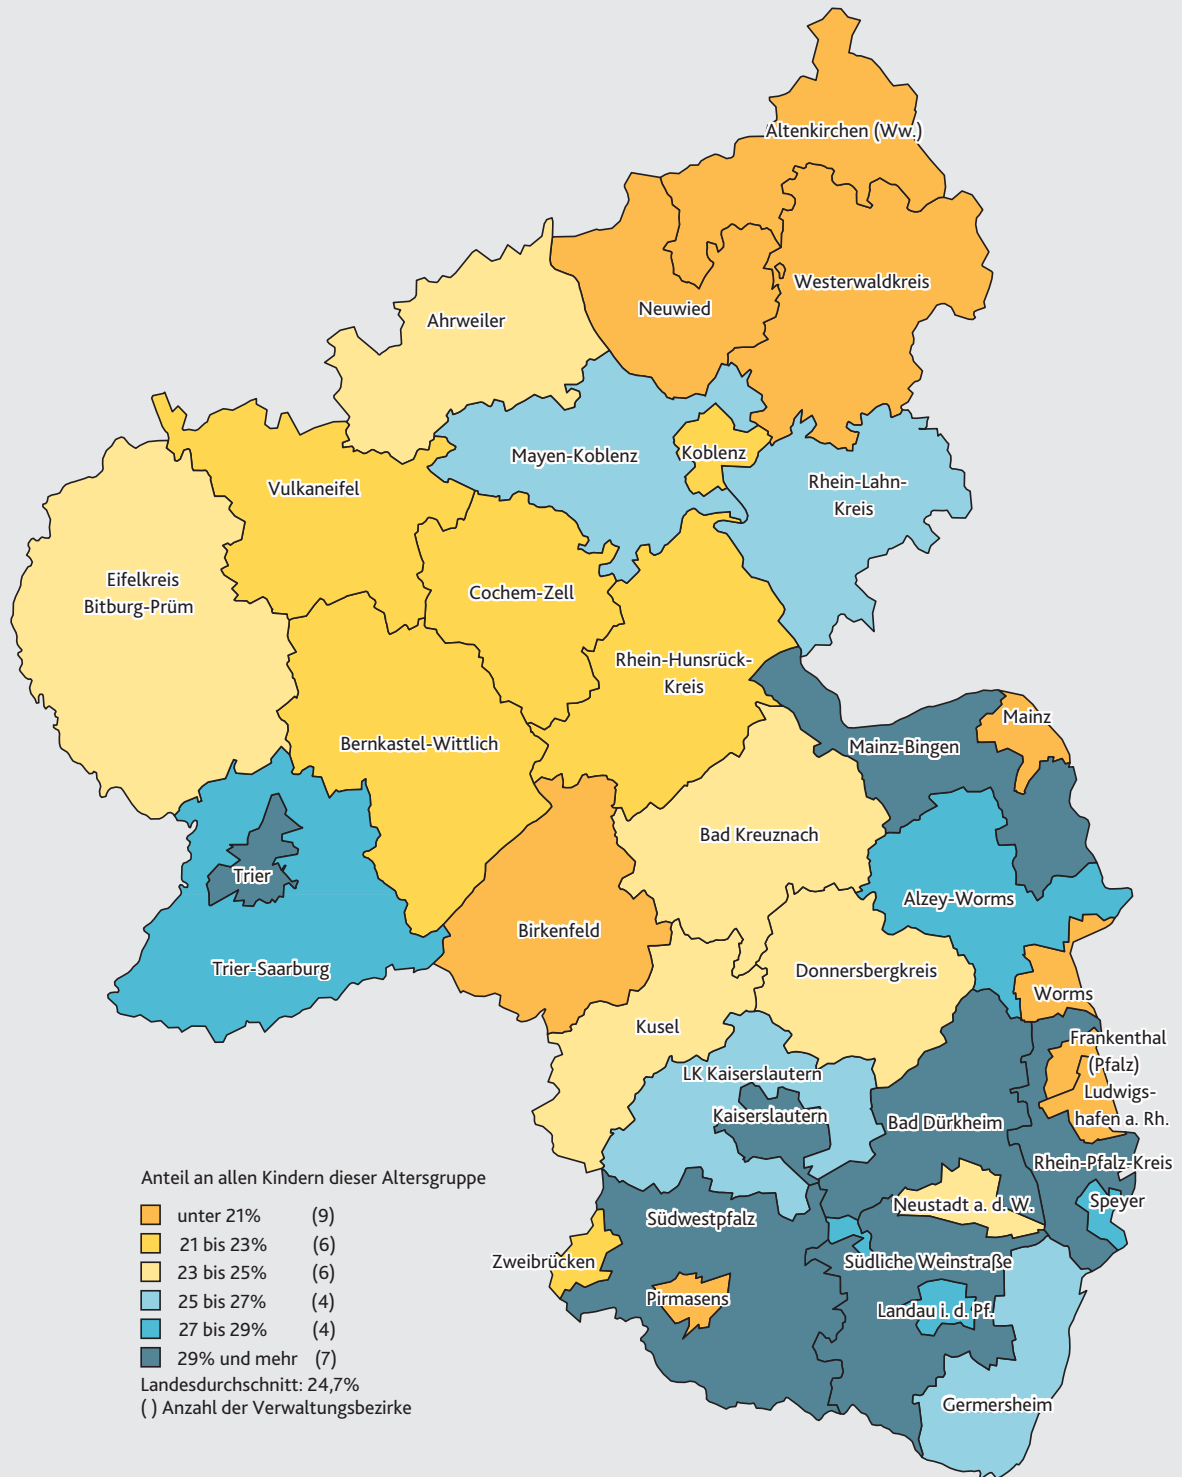 Altenkirchen (Ww.)
Westerwaldkreis
Neuwied
Ahrweiler
Mayen-Koblenz
Koblenz
Rhein-Lahn-
Kreis
Vulkaneifel
Eifelkreis
Bitburg-Prüm
Cochem-Zell
Rhein-Hunsrück-
Kreis
Mainz
Bernkastel-Wittlich
Mainz-Bingen
Bad Kreuznach
Trier
Alzey-Worms
Birkenfeld
Trier-Saarburg
Donnersbergkreis
Worms
Kusel
Frankenthal
(Pfalz)
LK Kaiserslautern
Ludwigs-
hafen a. Rh.
Kaiserslautern
Bad Dürkheim
Rhein-Pfalz-Kreis
Speyer
Neustadt a. d. W.
Südwestpfalz
Zweibrücken
Südliche Weinstraße
Pirmasens
Landau i. d. Pf.
Germersheim
Anteil an allen Kindern dieser Altersgruppe
unter 21% (9)
21 bis 23% (6)
23 bis 25% (6)
25 bis 27% (4)
27 bis 29% (4)
29% und mehr (7)
Landesdurchschnitt: 24,7%
( ) Anzahl der Verwaltungsbezirke